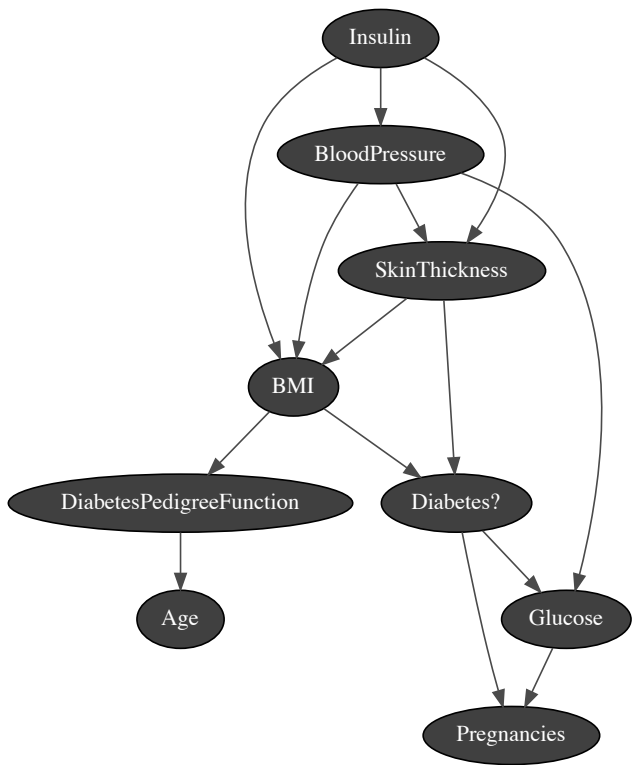 Insulin
BloodPressure
SkinThickness
BMI
DiabetesPedigreeFunction
Diabetes?
Age
Glucose
Pregnancies